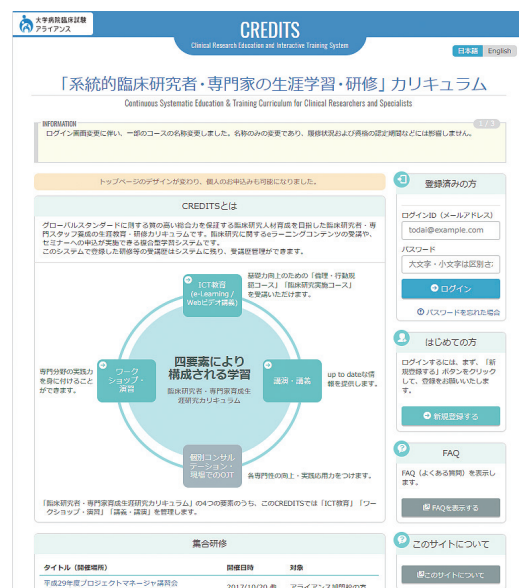 大学病院臨床試験
アライアンス
CREDITS
Clinical Research Education and Interactive Training System
日本語 English
「系統的臨床研究者・専門家の生涯学習・研修」カリキュラム
Continuous Systematic Education & Training Curriculum for Clinical Researchers and Specialists
INFORMATION
1 / 3
ログイン画面変更に伴い、一部のコースの名称変更しました。名称のみの変更であり、履修状況および資格の認定期間などには影響しません。
トップページのデザインが変わり、個人のお申込みも可能になりました。
CREDITSとは
グローバルスタンダードに則する質の高い総合力を保証する臨床研究人材育成を目指した臨床研究者・専
門スタッフ養成の生涯教育・研修カリキュラムです。臨床研究に関するeラーニングコンテンツの受講や、
セミナーへの申込が実施できる複合型学習システムです。
このシステムで登録した研修等の受講歴はシステムに残り、受講歴管理ができます。
ICT教育
(e-Learning /
Webビデオ講義)
基礎力向上のための「倫理・行動規
範コース」「臨床研究実施コース」
を受講いただけます。
専門分野の実践力
を身に付けること
ができます。
ワーク
ショップ・
演習
四要素により
構成される学習
臨床研究者・専門家育成生
涯研究カリキュラム
講演・講義
up to dateな情
報を提供します。
個別コンサル
テーション・
現場でのOJT
各専門性の向上・実践応用力をつけます。
「臨床研究者・専門家育成生涯研究カリキュラム」の4つの要素のうち、このCREDITSでは「ICT教育」「ワー
クショップ・演習」「講義・講演」を管理します。
集合研修
タイトル（開催場所） 開催日時 対象
平成29年度プロジェクトマネージャ講習会
2017/10/20 他 アライアンス加盟校の方
登録済みの方
ログインID（メールアドレス）
todai@example.com
パスワード
大文字・小文字は区別さ
ログイン
パスワードを忘れた場合
はじめての方
ログインするには、まず、「新
規登録する」ボタンをクリック
して、登録をお願いいたしま
す。
新規登録する
FAQ
FAQ（よくある質問）を表示し
ます。
FAQを表示する
このサイトについて
このサイトについて